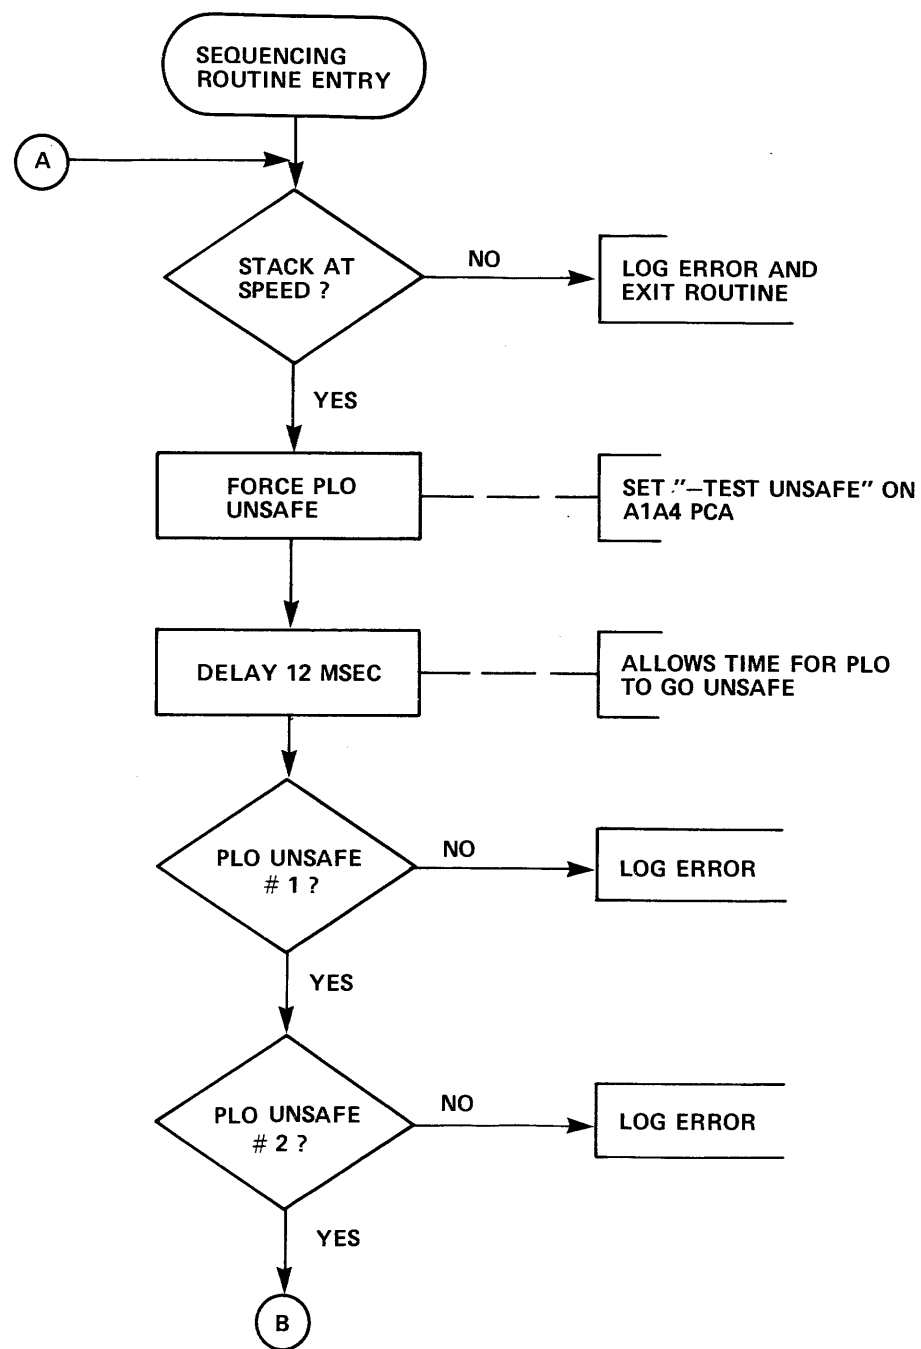 SEQUENCING
ROUTINE ENTRY
A
STACK AT
SPEED ?
NO
LOG ERROR AND
EXIT ROUTINE
YES
FORCE PLO
UNSAFE
SET "–TEST UNSAFE" ON
A1A4 PCA
DELAY 12 MSEC
ALLOWS TIME FOR PLO
TO GO UNSAFE
PLO UNSAFE
# 1 ?
NO
LOG ERROR
YES
PLO UNSAFE
# 2 ?
NO
LOG ERROR
YES
B